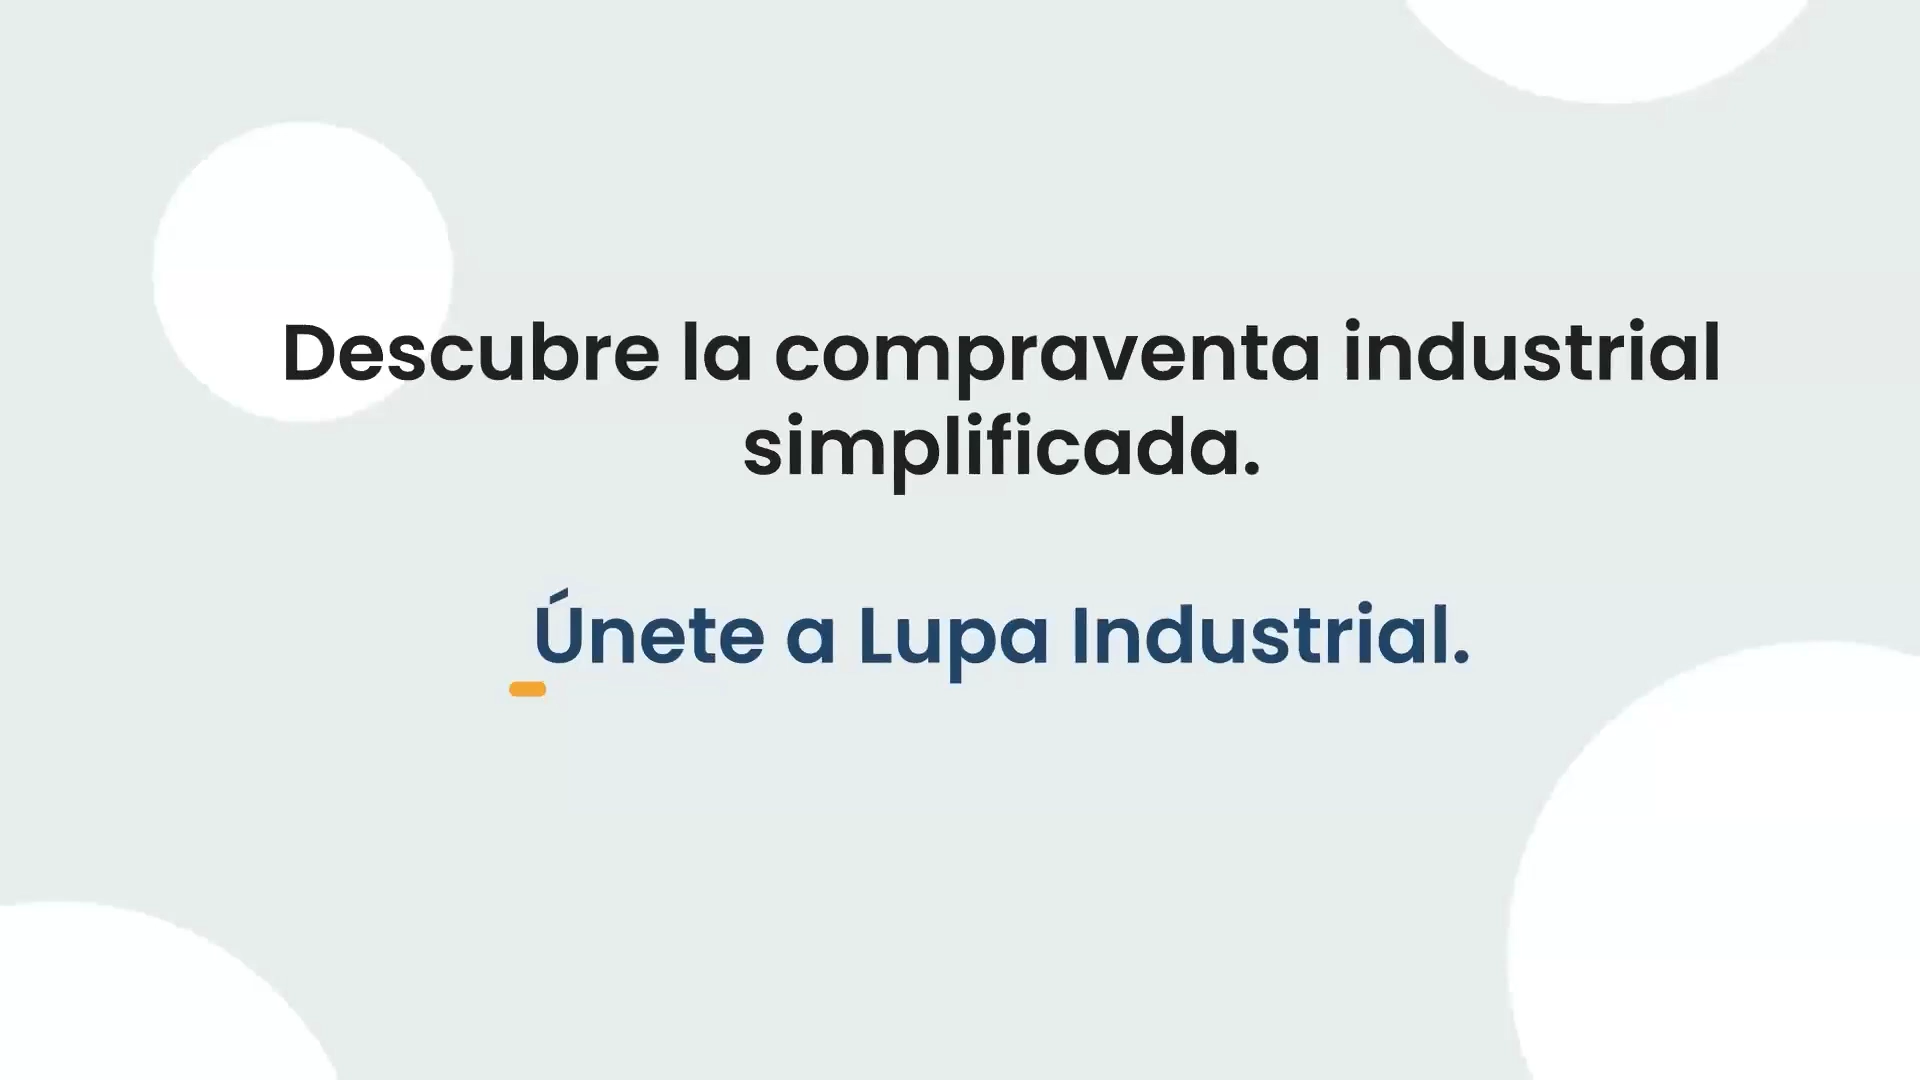 Descubre la compraventa industrial
simplificada.
Únete a Lupa Industrial.